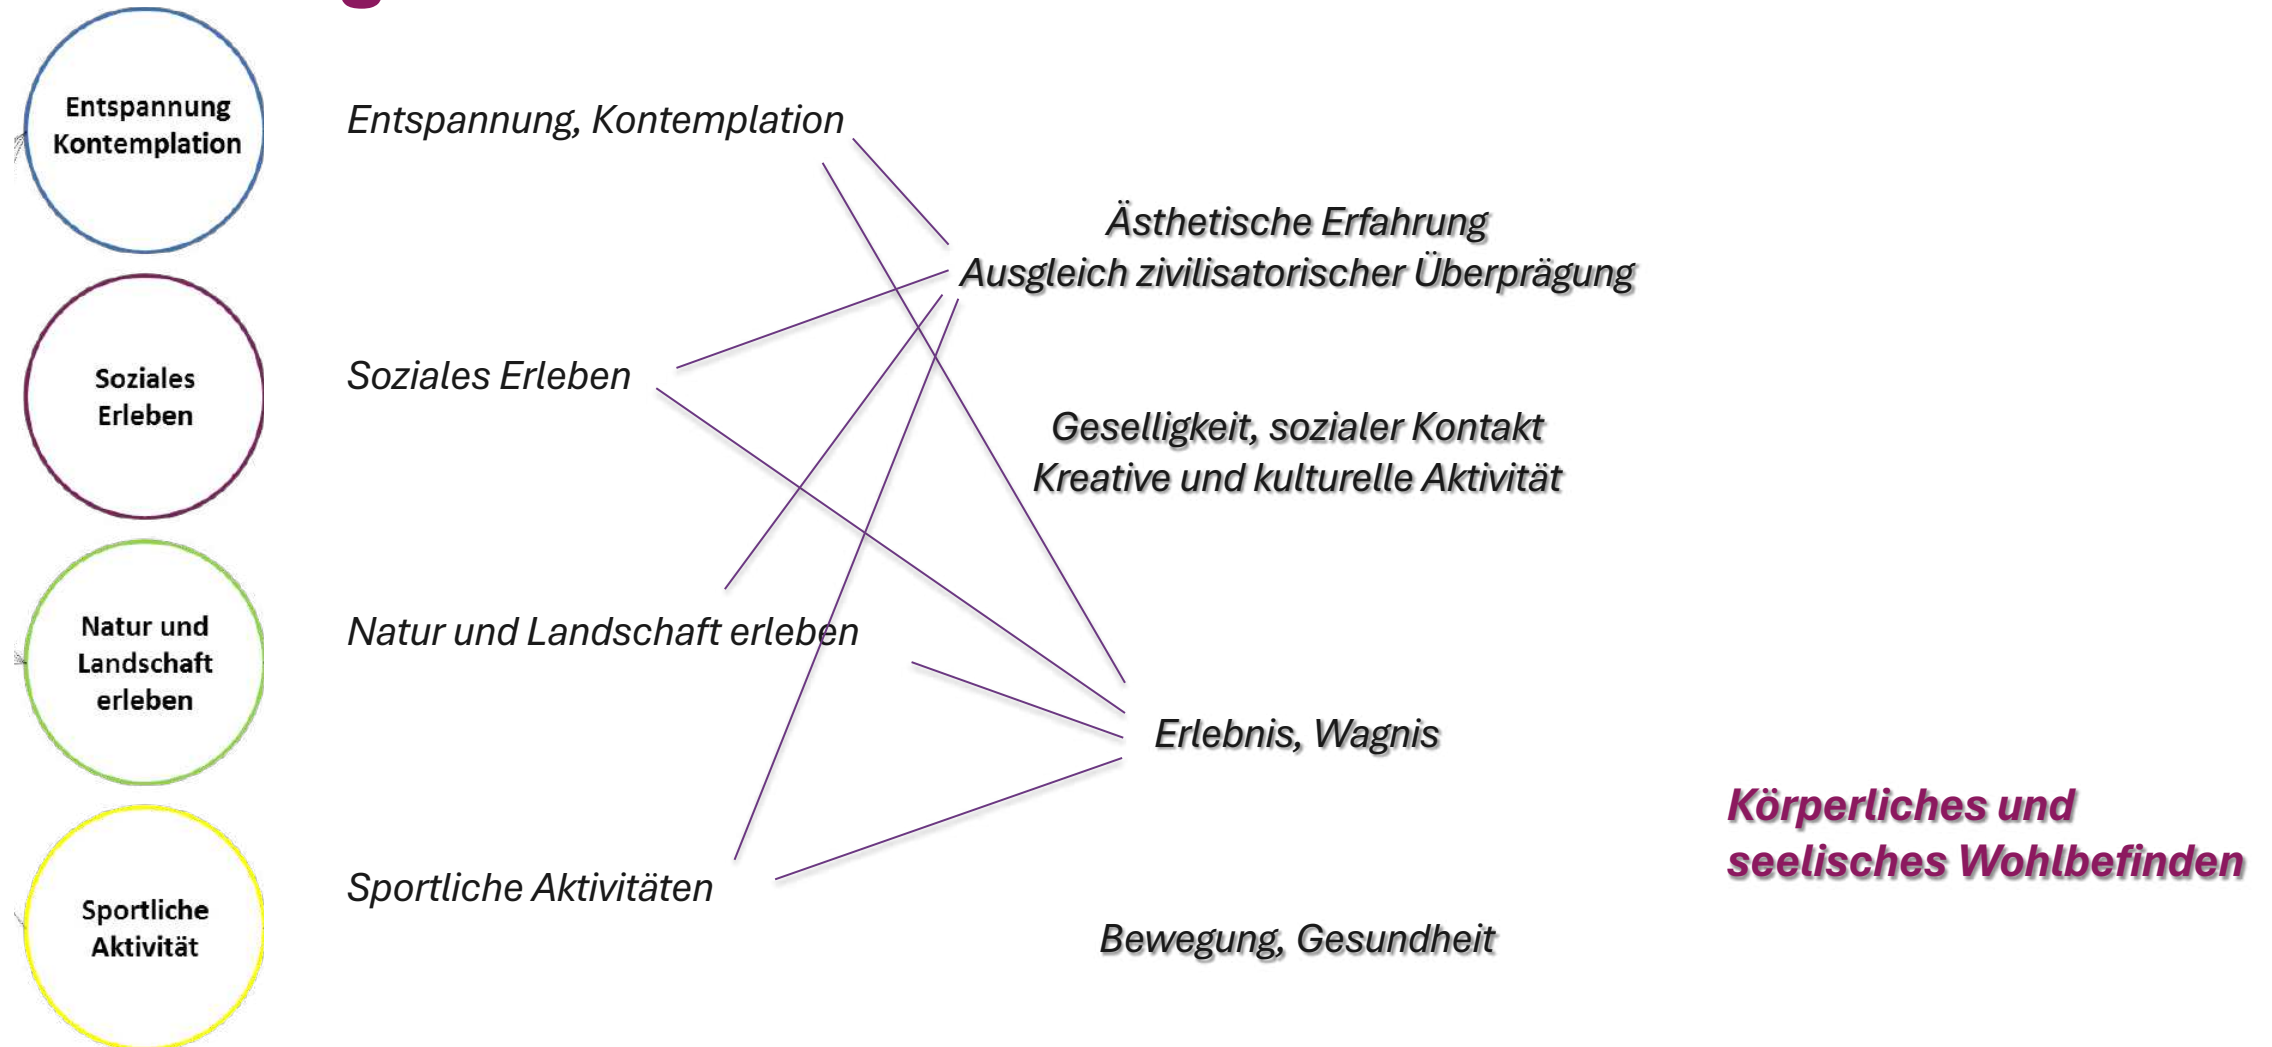 Entspannung
Kontemplation
Entspannung, Kontemplation
Ästhetische Erfahrung
Ausgleich zivilisatorischer Überprägung
Soziales
Erleben
Soziales Erleben
Geselligkeit, sozialer Kontakt
Kreative und kulturelle Aktivität
Natur und
Landschaft
erleben
Natur und Landschaft erleben
Erlebnis, Wagnis
Körperliches und
seelisches Wohlbefinden
Sportliche
Aktivität
Sportliche Aktivitäten
Bewegung, Gesundheit